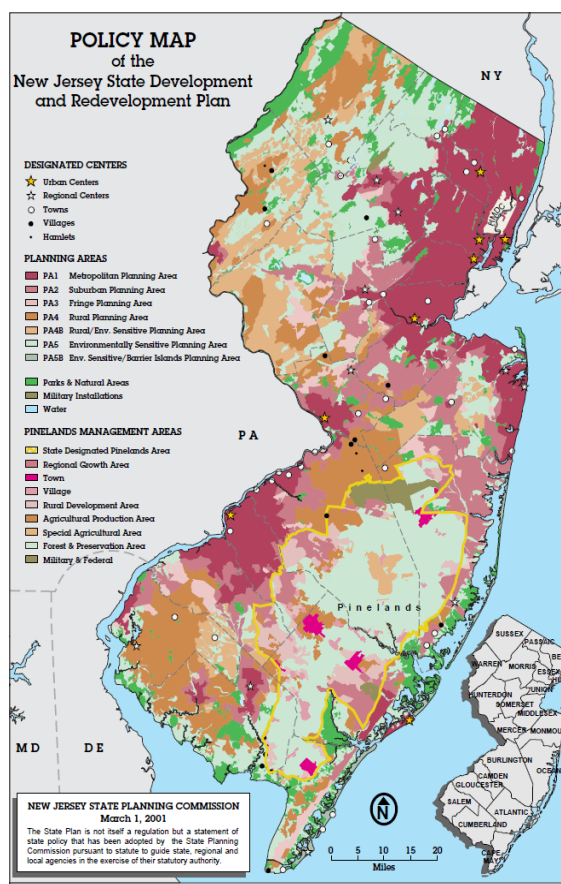 POLICY MAP
of the
New Jersey State Development
and Redevelopment Plan
NY
DESIGNATED CENTERS
Urban Centers
Regional Centers
Towns
Villages
Hamlets
PLANNING AREAS
PA1 Metropolitan Planning Area
PA2 Suburban Planning Area
PA3 Fringe Planning Area
PA4 Rural Planning Area
PA4B Rural/Env. Sensitive Planning Area
PA5 Environmentally Sensitive Planning Area
PA5B Env. Sensitive/Barrier Islands Planning Area
Parks & Natural Areas
Military Installations
Water
HMDC
PINELANDS MANAGEMENT AREAS
State Designated Pinelands Area
Regional Growth Area
Town
Village
Rural Development Area
Agricultural Production Area
Special Agricultural Area
Forest & Preservation Area
Military & Federal
PA
Pinelands
MD
DE
SUSSEX
PASSAIC
BE
WARREN
MORRIS
ESSEX
HUNTERDON
UNION
SOMERSET
MIDDLESEX
MERCER
MONMOU
BURLINGTON
OCEAN
CAMDEN
GLOUCESTER
SALEM
ATLANTIC
CUMBERLAND
CAPE
MAY
NEW JERSEY STATE PLANNING COMMISSION
March 1, 2001
The State Plan is not itself a regulation but a statement
of state policy that has been adopted by the State Planning
Commission pursuant to statute to guide state, regional and
local agencies in the exercise of their statutory authority.
N
0 5 10 15 20
Miles